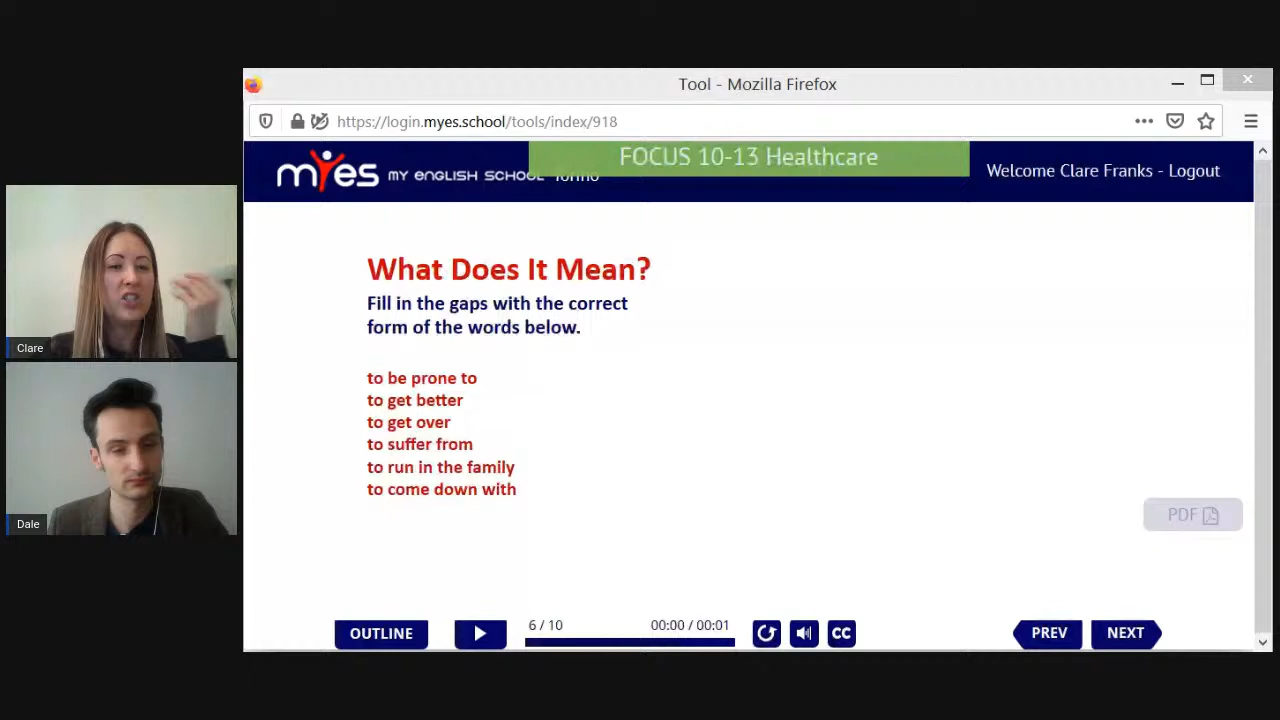 Tool - Mozilla Firefox
https://login.myes.school/tools/index/918
FOCUS 10-13 Healthcare
myes MY ENGLISH SCHOOL Torino
Welcome Clare Franks - Logout
What Does It Mean?
Fill in the gaps with the correct
form of the words below.
to be prone to
to get better
to get over
to suffer from
to run in the family
to come down with
Clare
Dale
PDF
OUTLINE
6 / 10
00:00 / 00:01
CC
PREV
NEXT